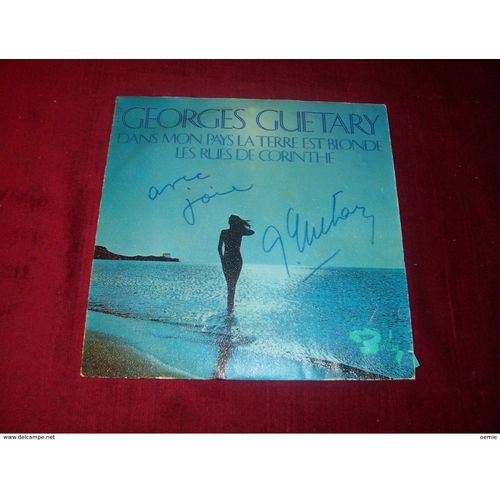 GEORGES GUETARY
DANS MON PAYS LA TERRE EST BLONDE
LES RUES DE CORINTHE
avec
joie
G. Guetary
www.delcampe.net
oemie